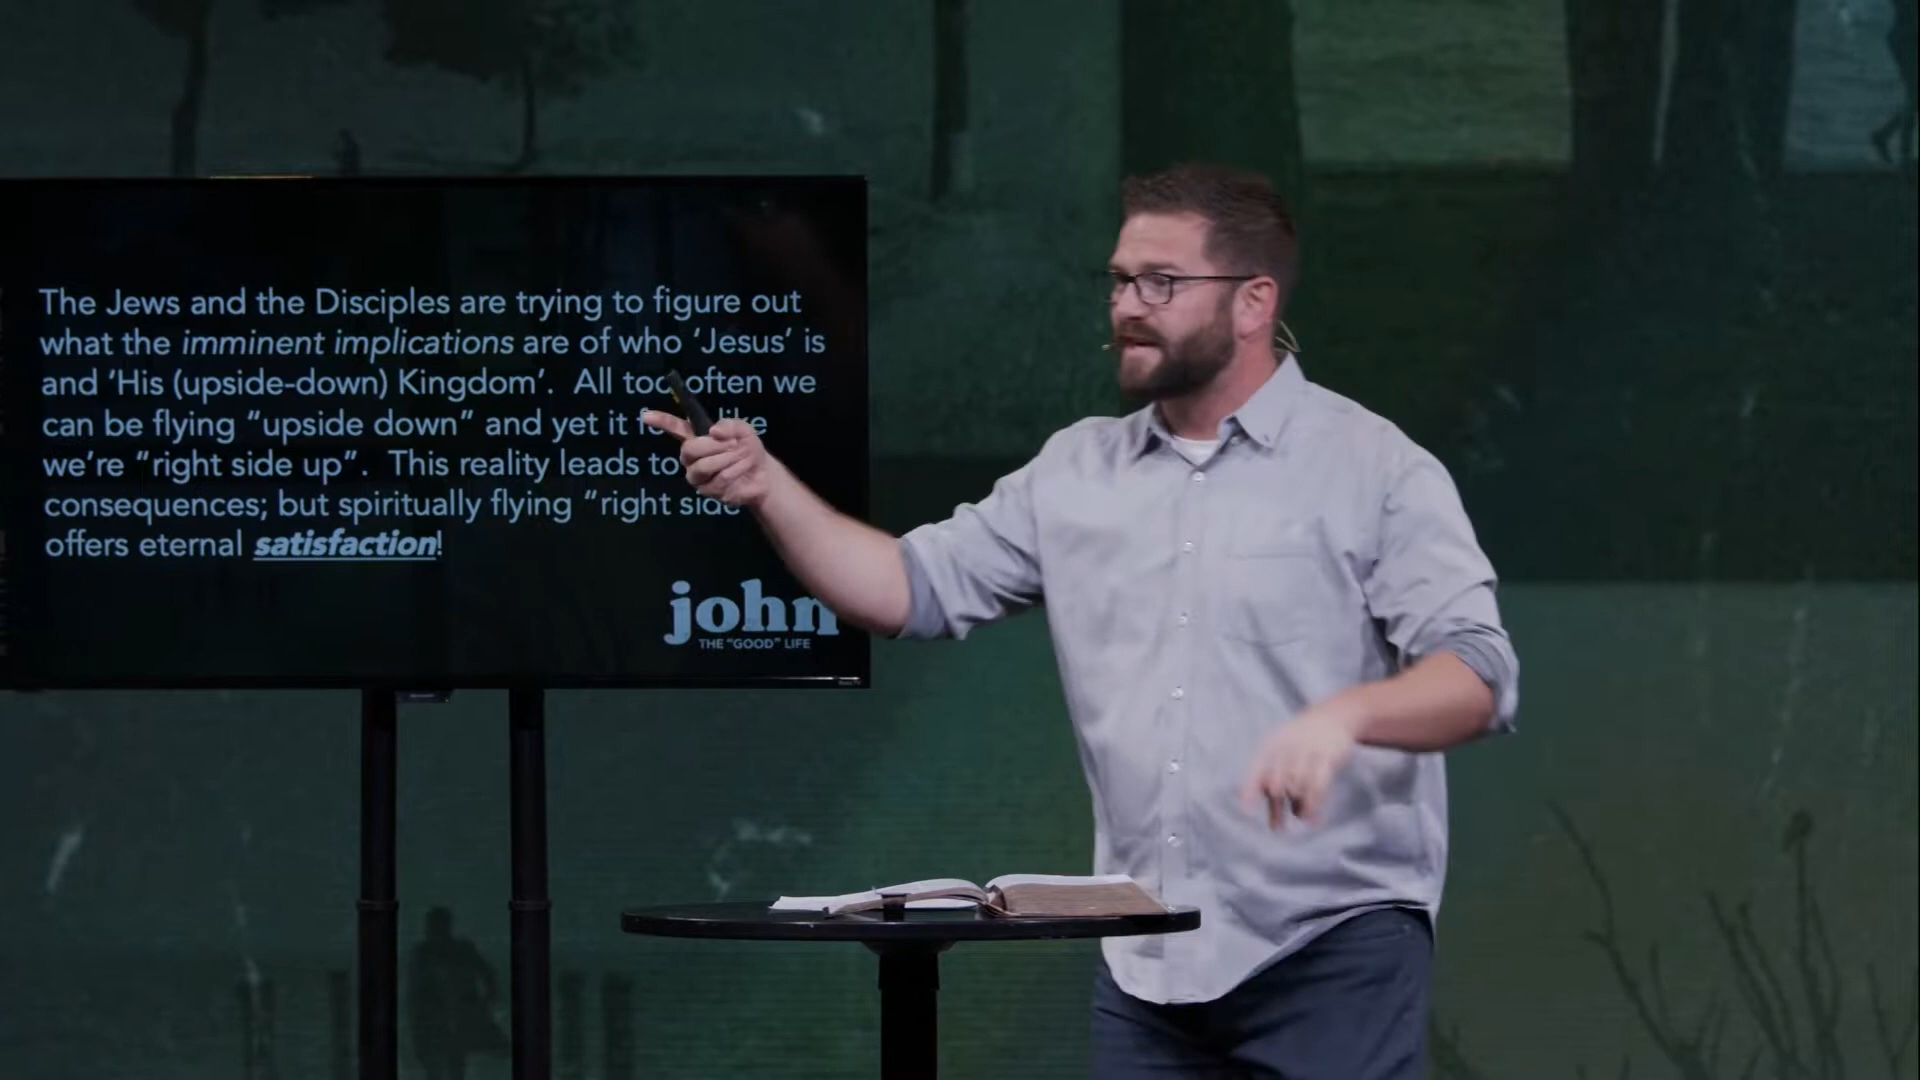 The Jews and the Disciples are trying to figure out
what the imminent implications are of who ‘Jesus’ is
and ‘His (upside-down) Kingdom’. All too often we
can be flying “upside down” and yet it
we’re “right side up”. This reality leads to
consequences; but spiritually flying “right side
offers eternal satisfaction!
john
THE “GOOD” LIFE